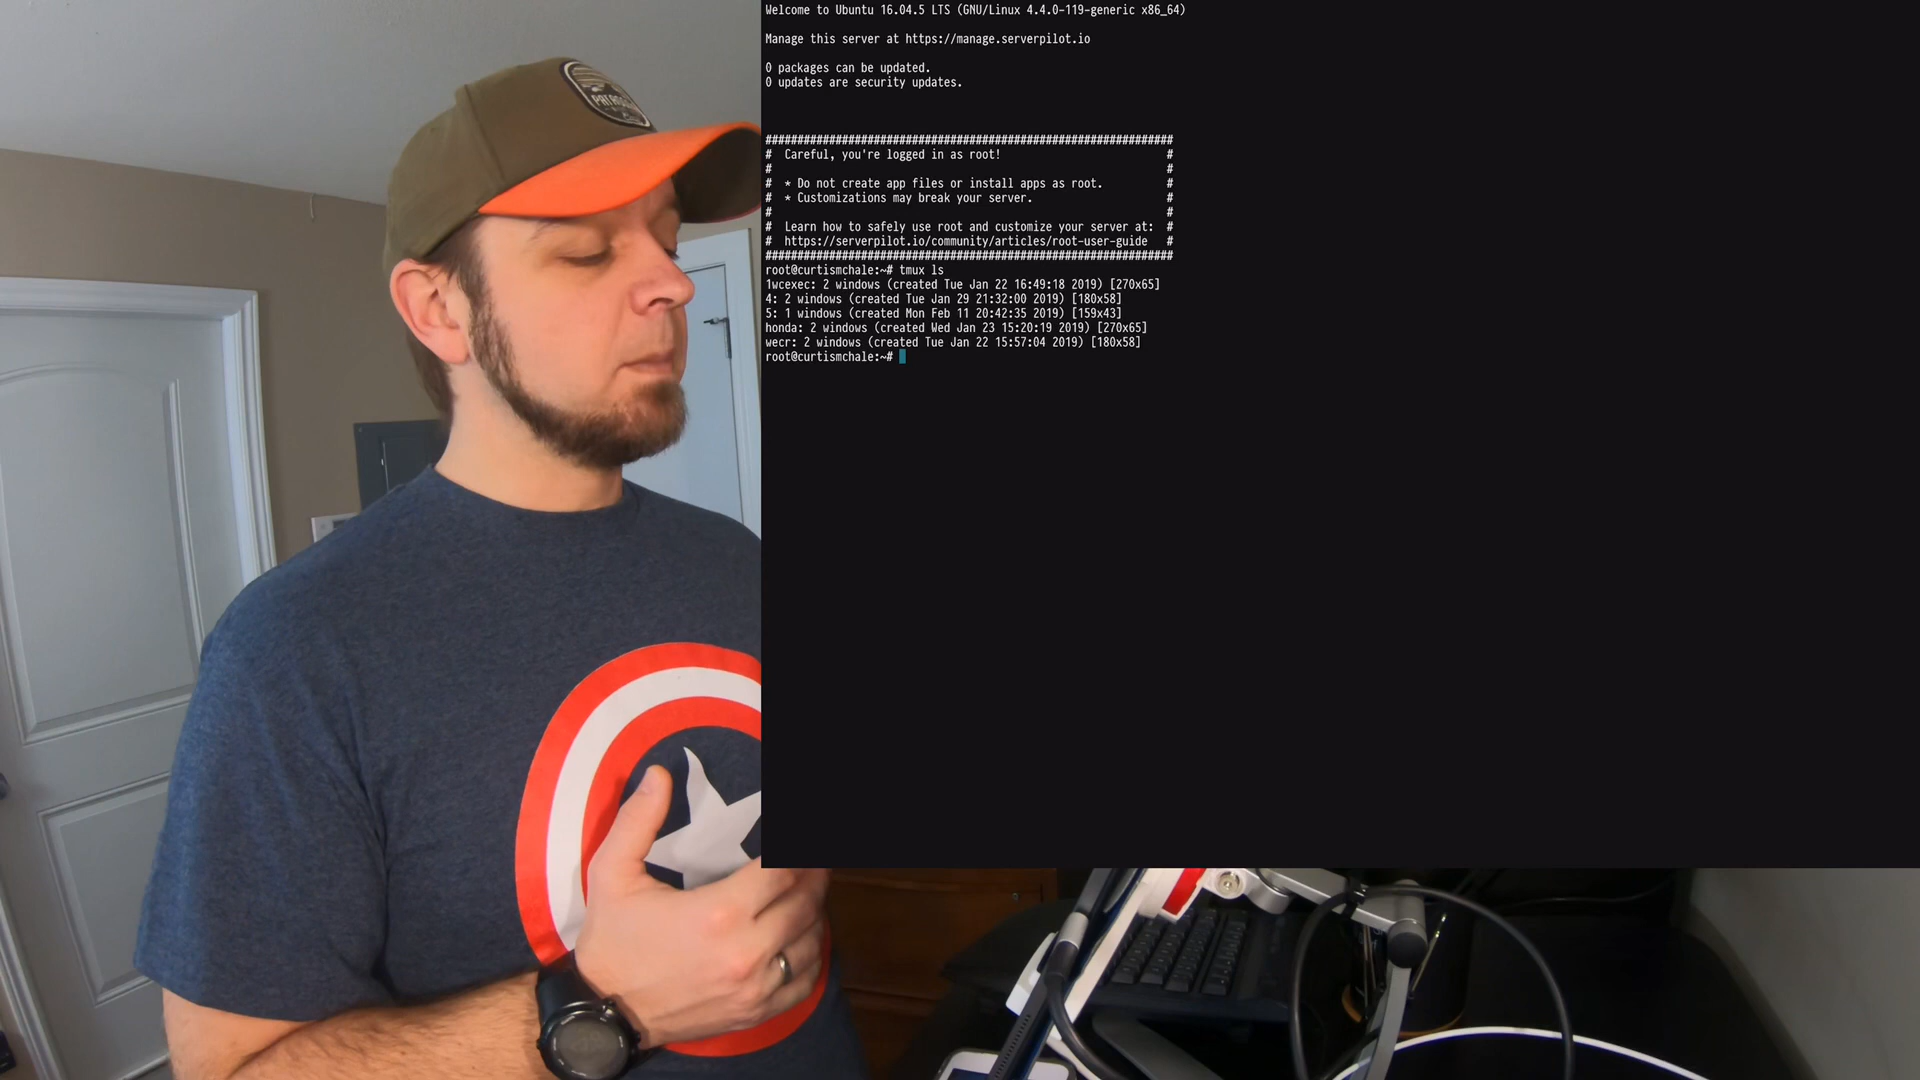 Welcome to Ubuntu 16.04.5 LTS (GNU/Linux 4.4.0-119-generic x86_64)
Manage this server at https://manage.serverpilot.io
0 packages can be updated.
0 updates are security updates.
################################################################
#  Careful, you're logged in as root!                          #
#                                                              #
#  * Do not create app files or install apps as root.          #
#  * Customizations may break your server.                     #
#                                                              #
#  Learn how to safely use root and customize your server at:  #
#  https://serverpilot.io/community/articles/root-user-guide   #
################################################################
root@curtismchale:~# tmux ls
1wcexec: 2 windows (created Tue Jan 22 16:49:18 2019) [270x65]
4: 2 windows (created Tue Jan 29 21:32:00 2019) [180x58]
5: 1 windows (created Mon Feb 11 20:42:35 2019) [159x43]
honda: 2 windows (created Wed Jan 23 15:20:19 2019) [270x65]
wecr: 2 windows (created Tue Jan 22 15:57:04 2019) [180x58]
root@curtismchale:~#